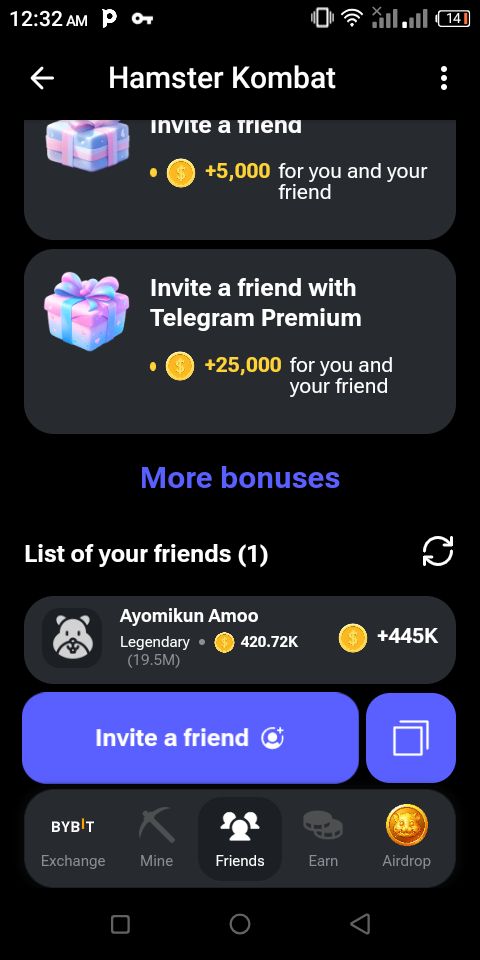 12:32 AM
14
Hamster Kombat
Invite a friend
+5,000 for you and your
friend
Invite a friend with
Telegram Premium
+25,000 for you and
your friend
More bonuses
List of your friends (1)
Ayomikun Amoo
Legendary • 420.72K
+445K
(19.5M)
Invite a friend
BYBIT
Exchange
Mine
Friends
Earn
Airdrop